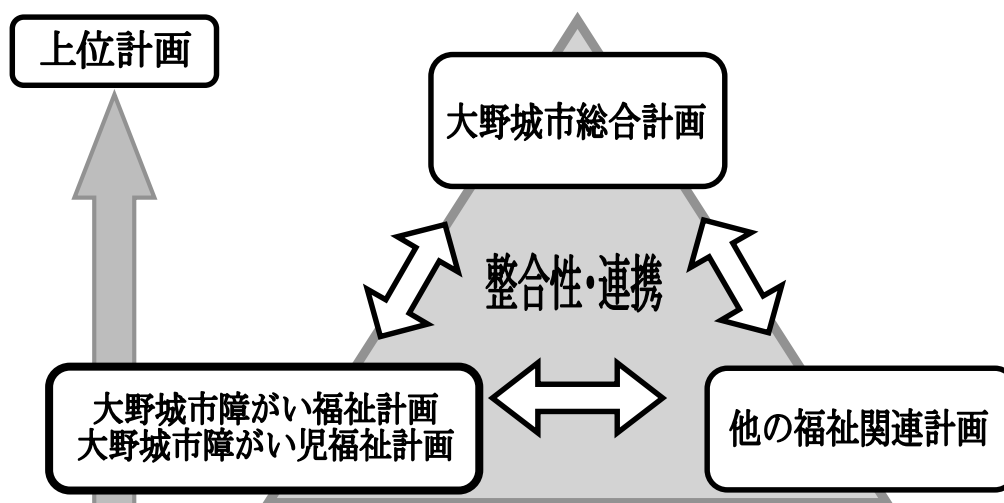 上位計画
大野城市総合計画
整合性・連携
大野城市障がい福祉計画
大野城市障がい児福祉計画
他の福祉関連計画